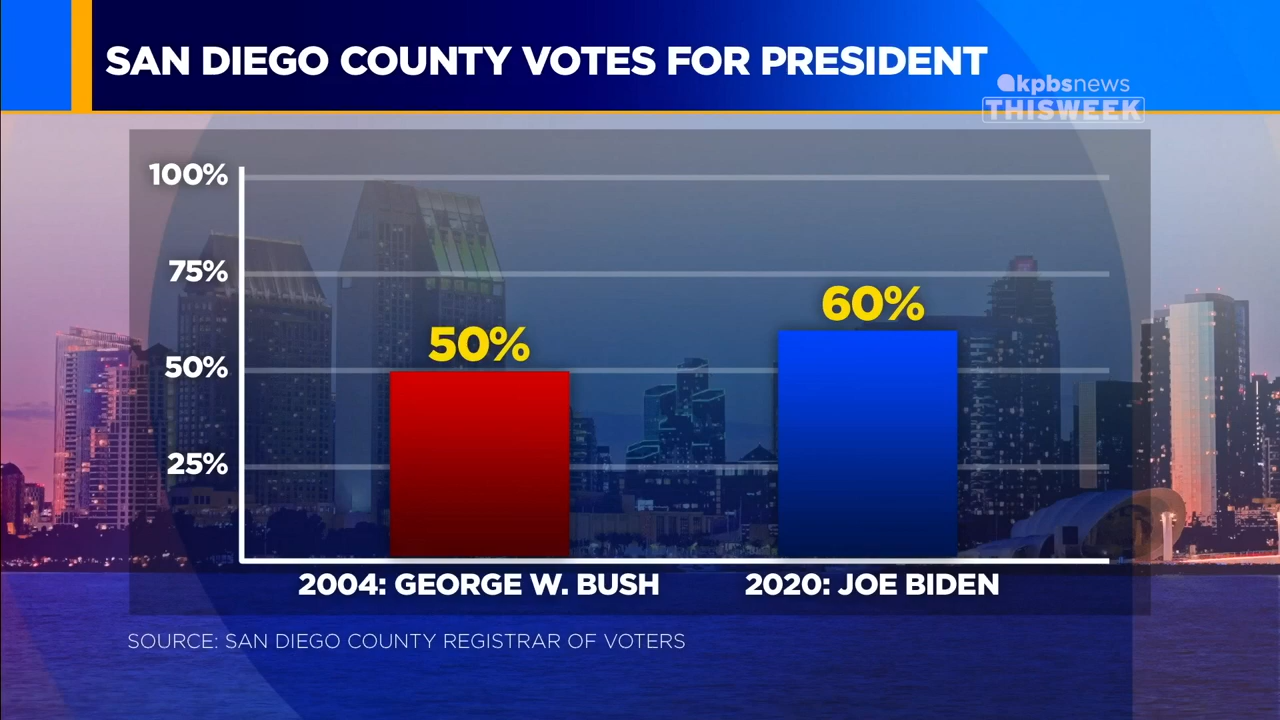 SAN DIEGO COUNTY VOTES FOR PRESIDENT
kpbsnews
THISWEEK
100%
75%
50%
25%
50%
60%
2004: GEORGE W. BUSH
2020: JOE BIDEN
SOURCE: SAN DIEGO COUNTY REGISTRAR OF VOTERS